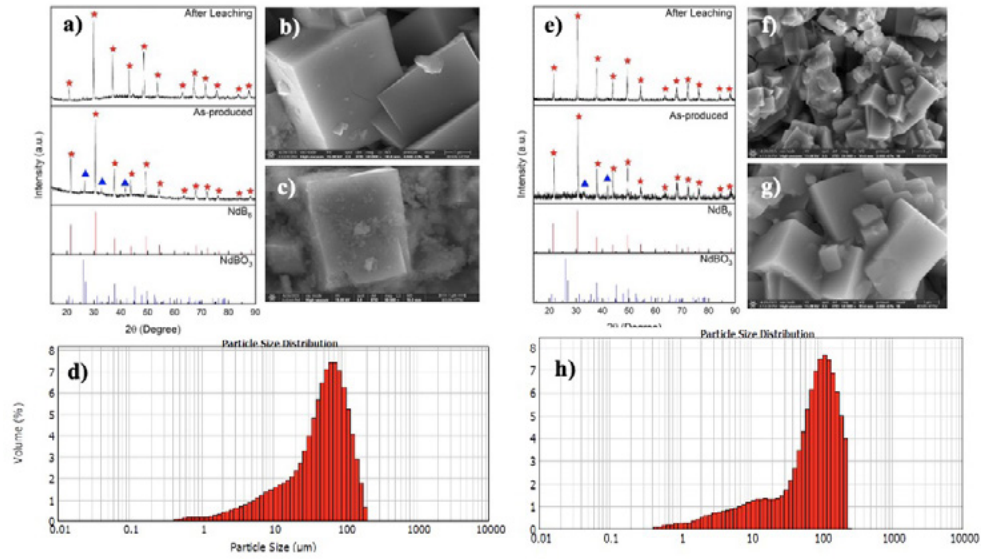 a)
After Leaching
As-produced
NdB6
NdBO3
Intensity (a.u.)
20 30 40 50 60 70 80 90
2θ (Degree)
b)
c)
e)
After Leaching
As-produced
NdB6
NdBO3
Intensity (a.u.)
20 30 40 50 60 70 80 90
2θ (Degree)
f)
g)
Particle Size Distribution
d)
8
7
6
5
4
3
2
1
0
0.01 0.1 1 10 100 1000 10000
Volume (%)
Particle Size (µm)
Particle Size Distribution
h)
8
7
6
5
4
3
2
1
0.01 0.1 1 10 100 1000 10000